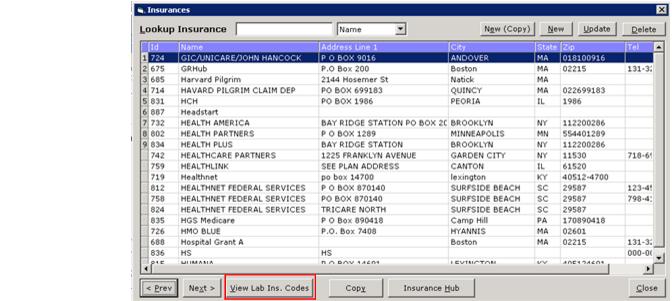 Insurances
Lookup Insurance Name New (Copy) New Update Delete
Id Name Address Line 1 City State Zip Tel
1 724 GIC/UNICARE/JOHN HANCOCK P O BOX 9016 ANDOVER MA 018100916
2 675 GRHub P.O Box 200 Boston MA 02215 131-32
3 685 Harvard Pilgrim 2144 Hosemer St Natick MA
4 714 HAVARD PILGRIM CLAIM DEP PO BOX 699183 QUINCY MA 022699183
5 831 HCH PO BOX 1986 PEORIA IL 1986
6 887 Headstart
7 732 HEALTH AMERICA BAY RIDGE STATION PO BOX 20 BROOKLYN NY 112200286
8 802 HEALTH PARTNERS P O BOX 1289 MINNEAPOLIS MN 554401289
9 834 HEALTH PLUS BAY RIDGE STATION BROOKLYN NY 112200286
742 HEALTHCARE PARTNERS 1225 FRANKLYN AVENUE GARDEN CITY NY 11530 718-69
759 HEALTHLINK SEE PLAN ADDRESS CANTON IL 61520
719 Healthnet po box 14700 lexington KY 40512-4700
812 HEALTHNET FEDERAL SERVICES P O BOX 870140 SURFSIDE BEACH SC 29587 123-45
758 HEALTHNET FEDERAL SERVICES PO BOX 870140 SURFSIDE BEACH SC 29587 798-41
824 HEALTHNET FEDERAL SERVICES TRICARE NORTH SURFSIDE BEACH SC 29587
835 HGS Medicare P O Box 890418 Camp Hill PA 170890418
726 HMO BLUE P.O. Box 7408 HYANNIS MA 02601
688 Hospital Grant A Boston MA 02215 131-32
836 HS HS 000-00
815 HUMANA P O BOX 14601 LEXINGTON KY 405124601
< Prev Next > View Lab Ins. Codes Copy Insurance Hub Close